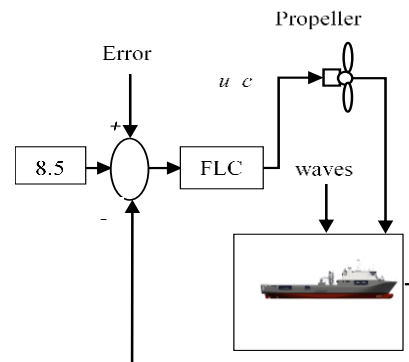 Propeller
Error
u c
+
8.5
FLC
waves
-